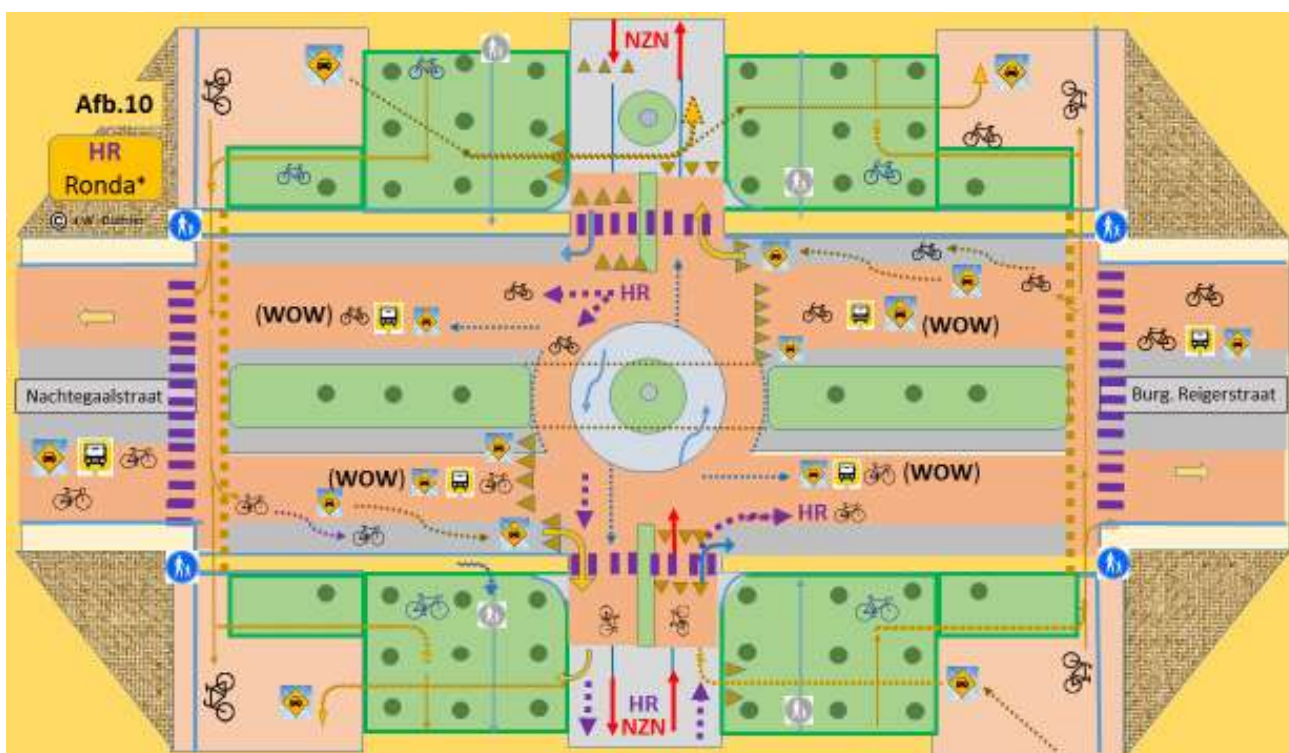 NZN
Afb.10
HR
Ronda*
©
HR
(WOW)
(WOW)
Nachtegaalstraat
Burg. Reigerstraat
(WOW)
(WOW)
HR
HR
NZN